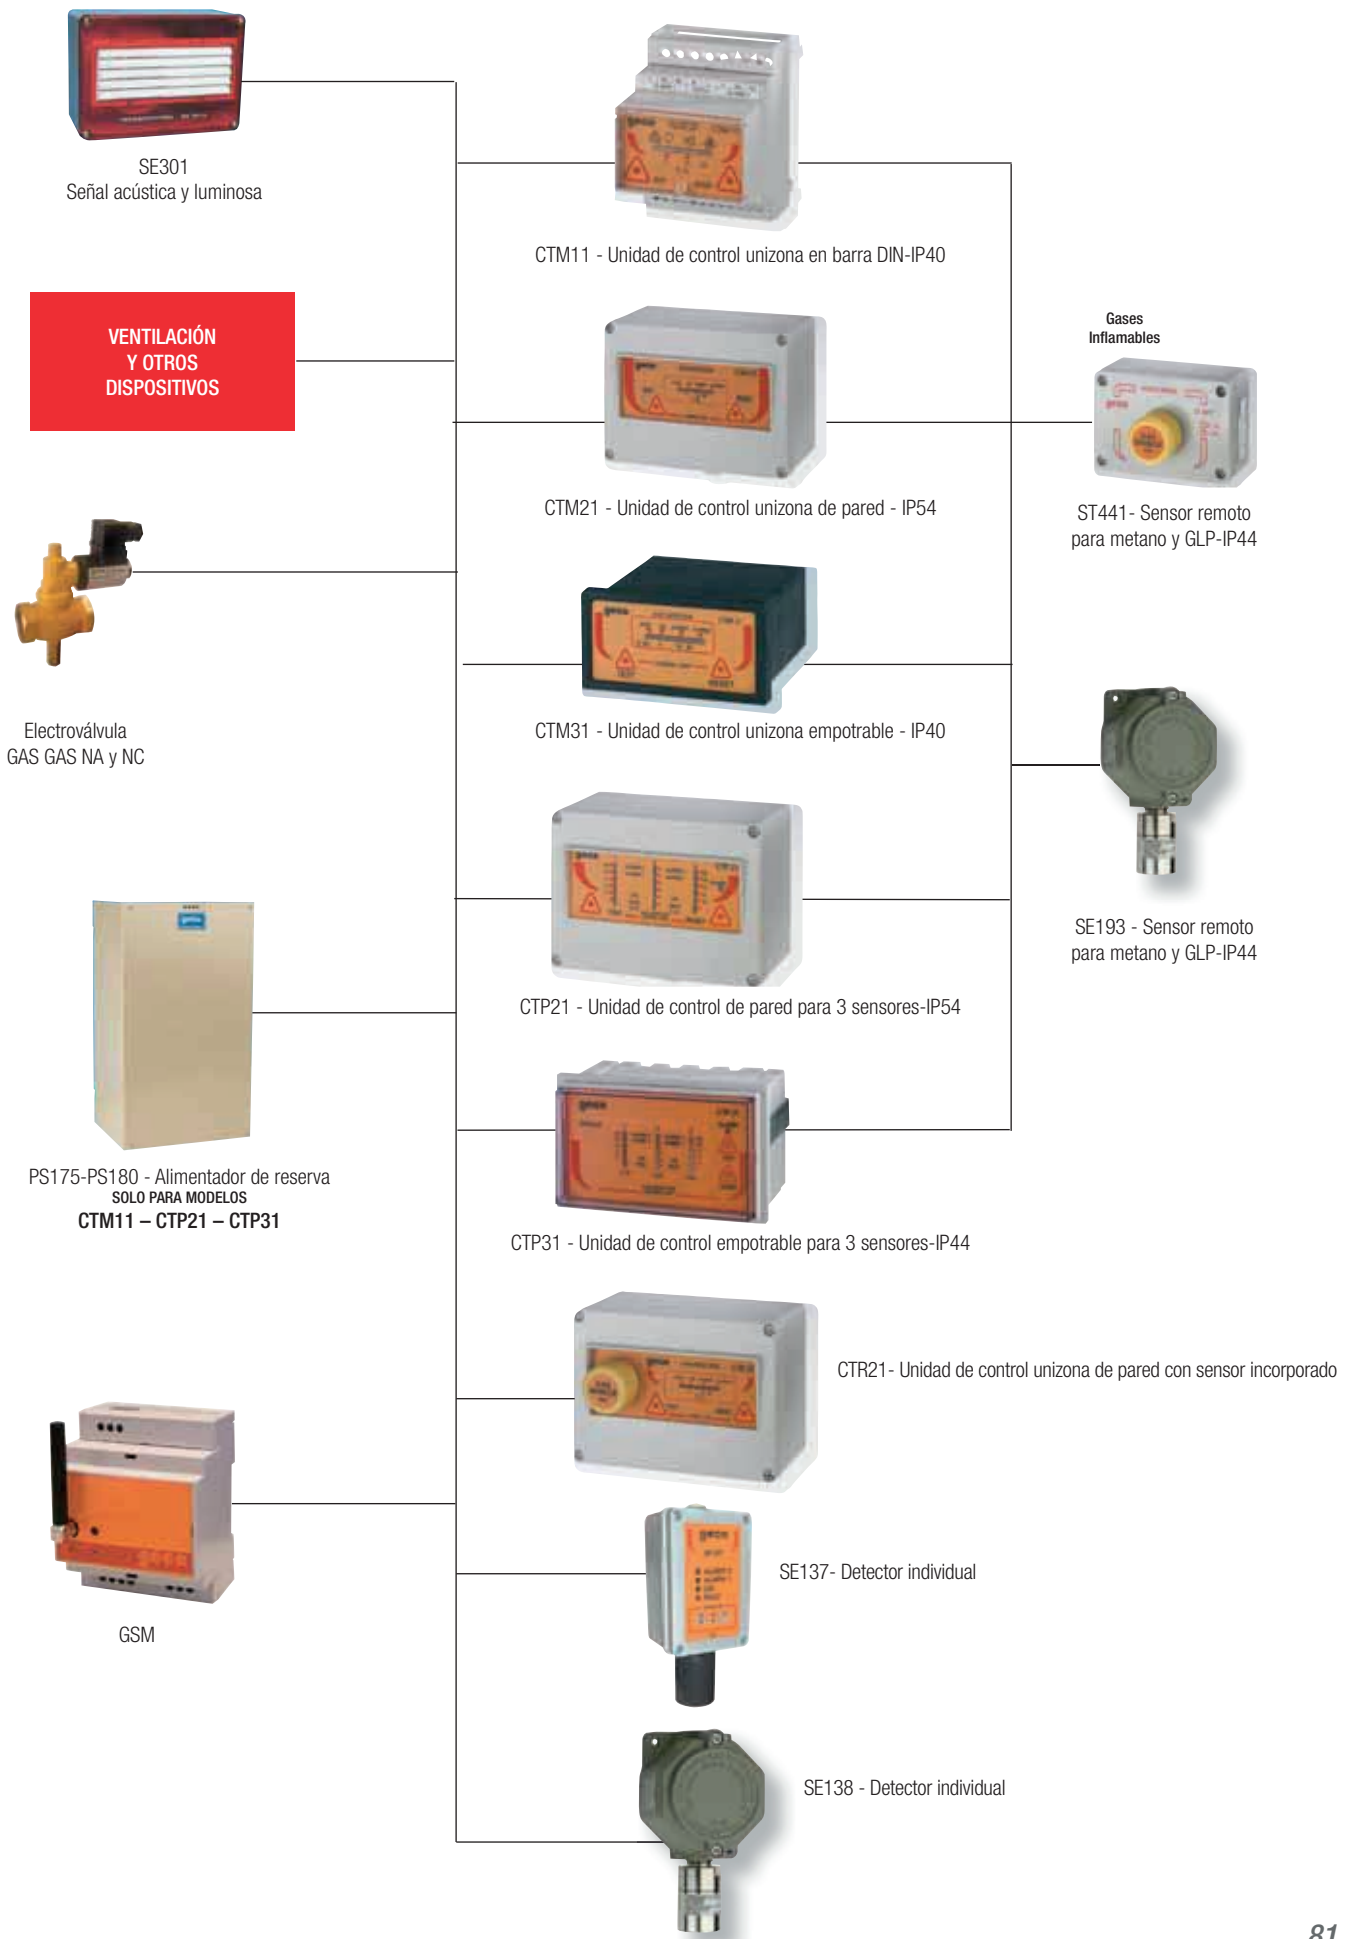 SE301
Señal acústica y luminosa
CTM11 - Unidad de control unizona en barra DIN-IP40
VENTILACIÓN
Y OTROS
DISPOSITIVOS
Gases
Inflamables
CTM21 - Unidad de control unizona de pared - IP54
ST441- Sensor remoto
para metano y GLP-IP44
geca
TEST
RESET
CTM31 - Unidad de control unizona empotrable - IP40
Electroválvula
GAS GAS NA y NC
SE193 - Sensor remoto
para metano y GLP-IP44
CTP21 - Unidad de control de pared para 3 sensores-IP54
PS175-PS180 - Alimentador de reserva
SOLO PARA MODELOS
CTM11 – CTP21 – CTP31
CTP31 - Unidad de control empotrable para 3 sensores-IP44
CTR21- Unidad de control unizona de pared con sensor incorporado
GSM
geca
SE137- Detector individual
SE138 - Detector individual
81